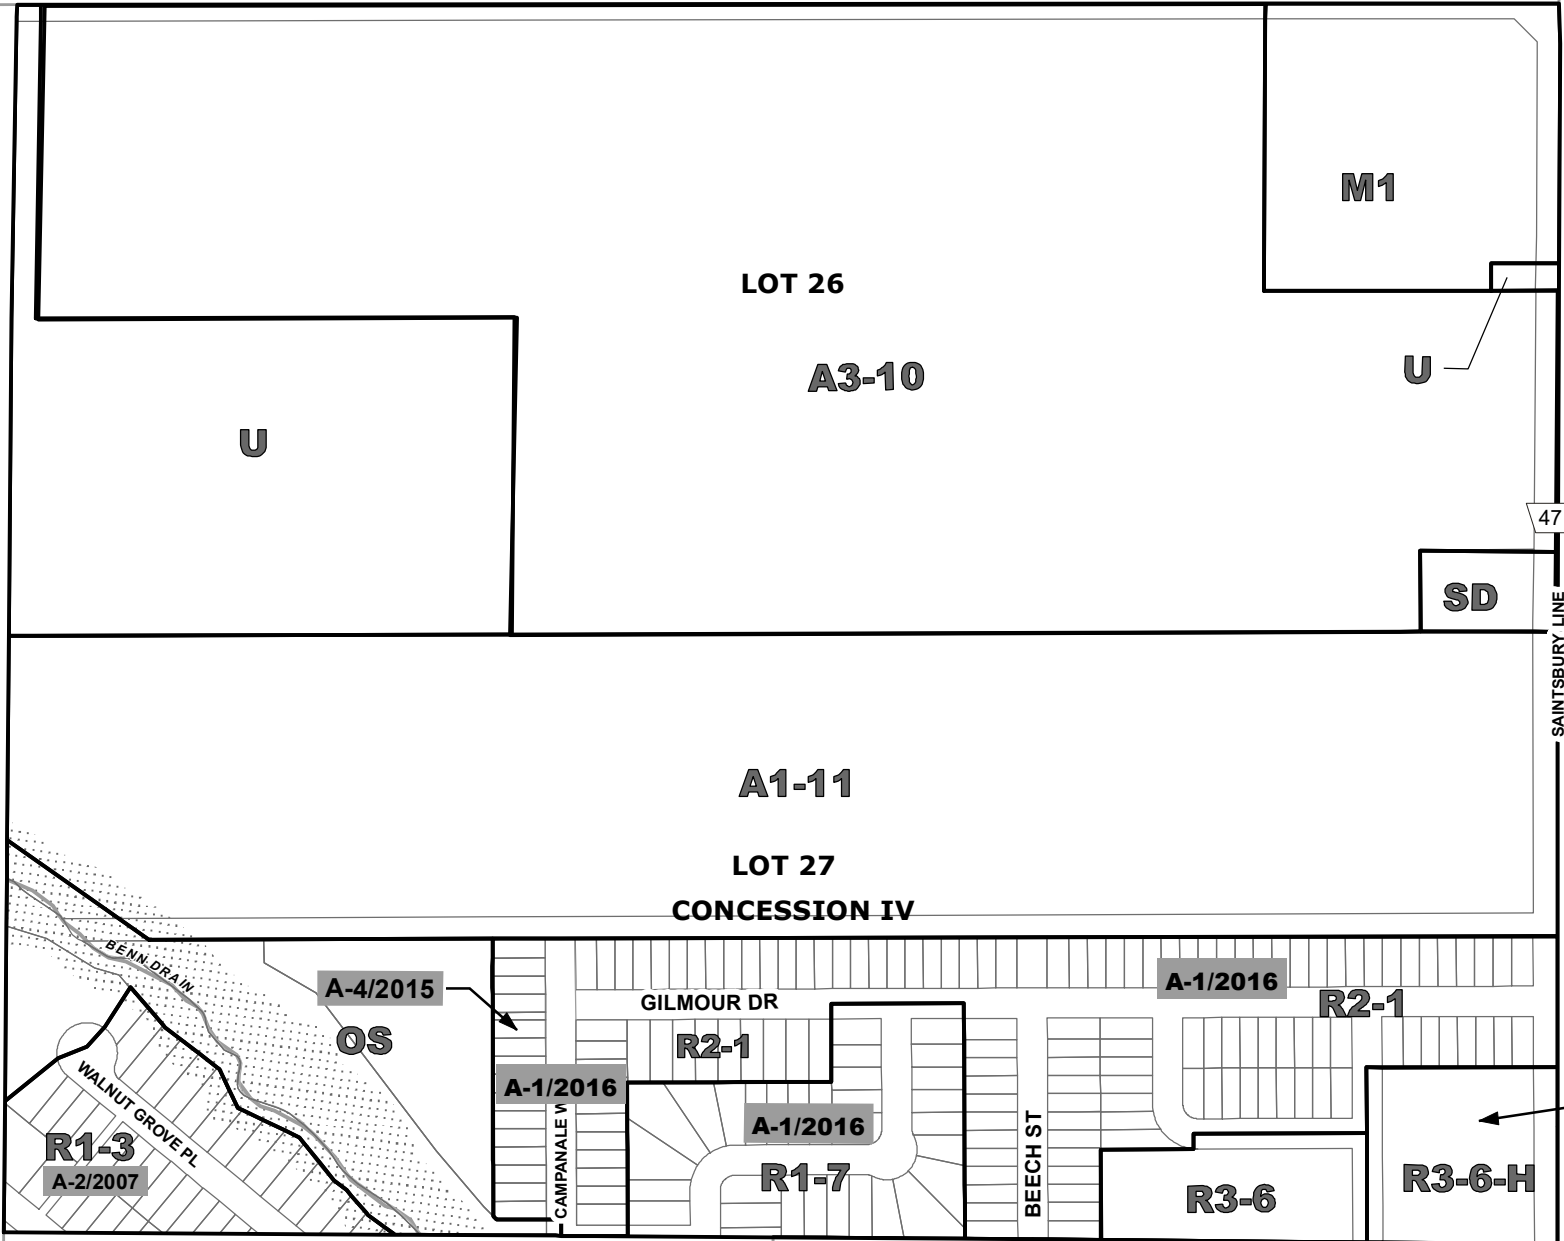 M1
LOT 26
U
A3-10
U
47
SD
SAINTSBURY LINE
A1-11
LOT 27
CONCESSION IV
BENN DRAIN
A-4/2015
A-1/2016
GILMOUR DR
R2-1
OS
R2-1
WALNUT GROVE PL
A-1/2016
A-1/2016
R1-3
A-2/2007
CAMPANALE W
R1-7
BEECH ST
R3-6
R3-6-H